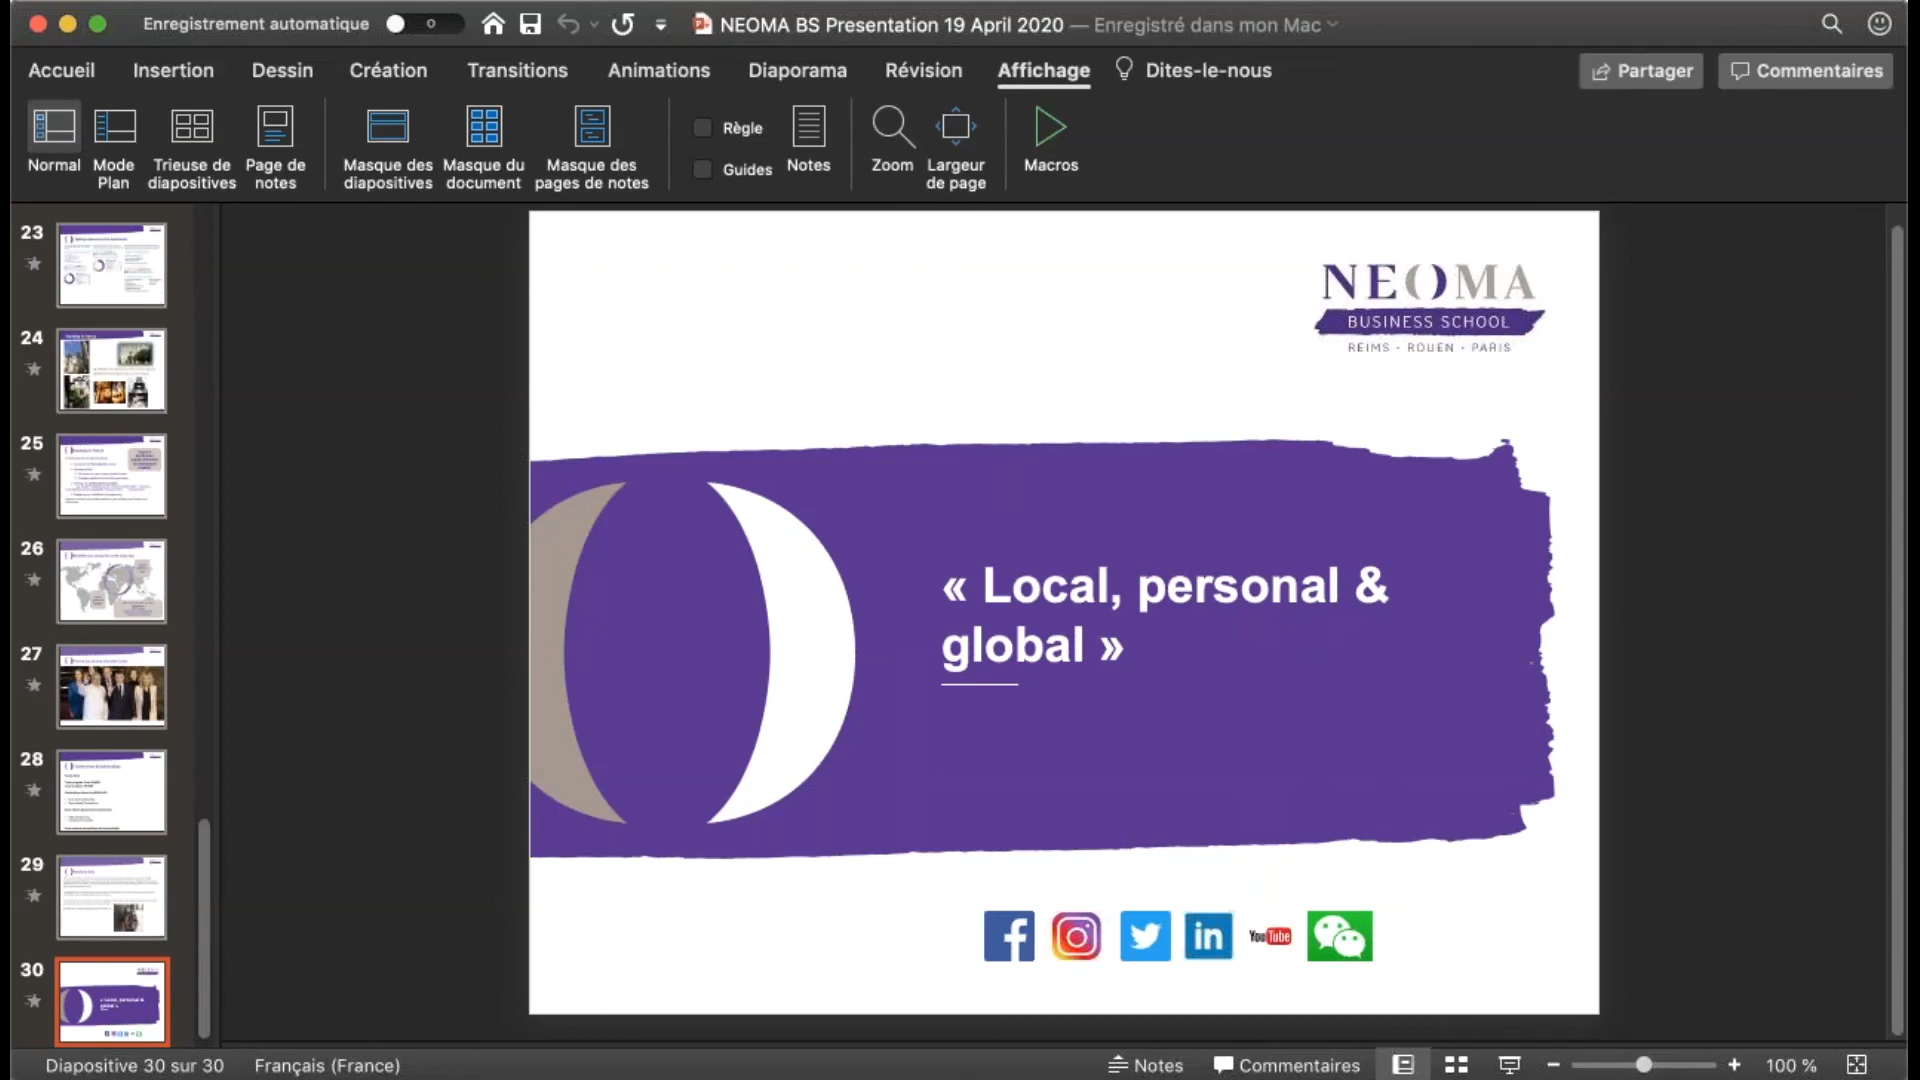 Enregistrement automatique
NEOMA BS Presentation 19 April 2020 — Enregistré dans mon Mac
Accueil Insertion Dessin Création Transitions Animations Diaporama Révision Affichage Dites-le-nous Partager Commentaires
Normal
Mode
Plan
Trieuse de
diapositives
Page de
notes
Masque des
diapositives
Masque du
document
Masque des
pages de notes
Règle
Guides
Notes
Zoom
Largeur
de page
Macros
23
24
25
26
27
28
29
30
NEOMA
BUSINESS SCHOOL
REIMS - ROUEN - PARIS
« Local, personal &
global »
You Tube
Diapositive 30 sur 30 Français (France) Notes Commentaires 100 %